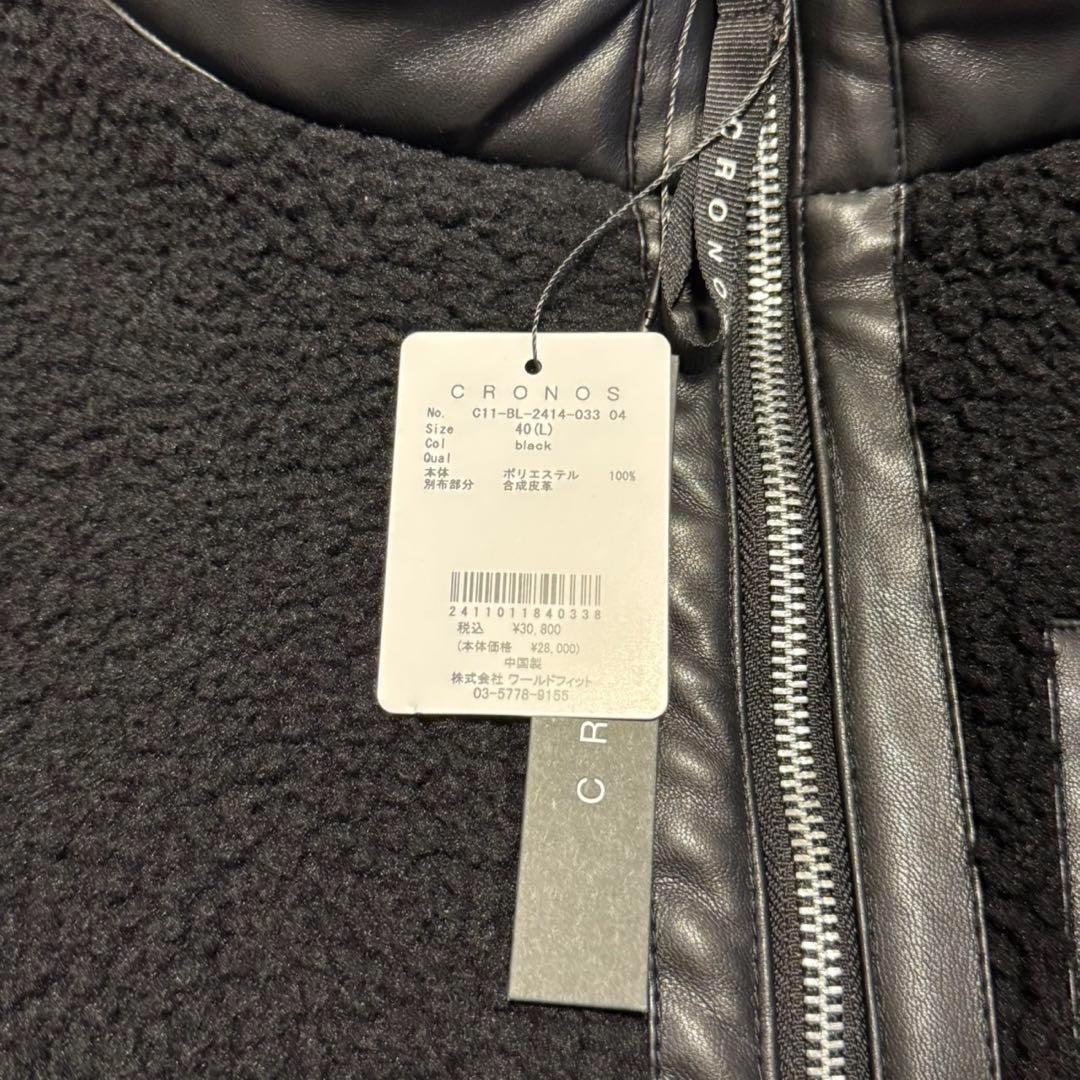 CRONOS
CRONOS
No. C11-BL-2414-033 04
Size 40(L)
Col black
Qual
本体 ポリエステル 100%
別布部分 合成皮革
2411011840338
税込 ¥30,800
(本体価格 ¥28,000)
中国製
株式会社 ワールドフィット
03-5778-9155
CR